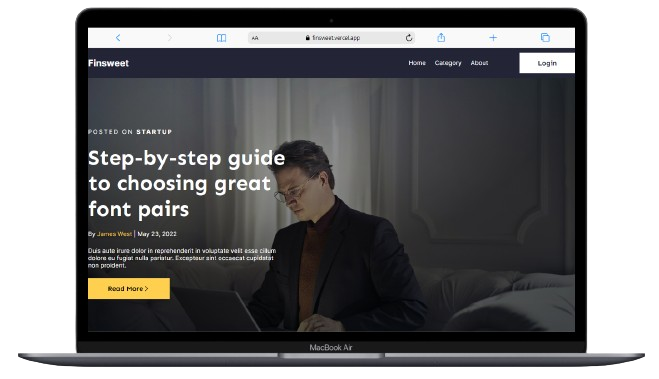 AA
finsweet.vercel.app
Finsweet
Home Category About Login
POSTED ON STARTUP
Step-by-step guide
to choosing great
font pairs
By James West | May 23, 2022
Duis aute irure dolor in reprehenderit in voluptate velit esse cillum
dolore eu fugiat nulla pariatur. Excepteur sint occaecat cupidatat
non proident.
Read More >
MacBook Air